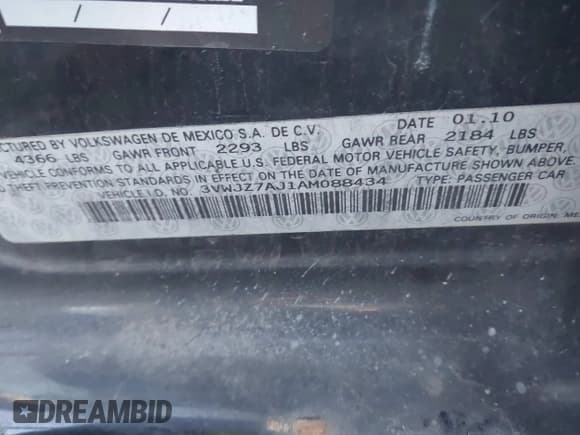 / /
CTURED BY VOLKSWAGEN DE MEXICO S.A. DE C.V. DATE 01.10
4366 LBS GAWR FRONT 2293 LBS GAWR REAR 2184 LBS
VEHICLE CONFORMS TO ALL APPLICABLE U.S. FEDERAL MOTOR VEHICLE SAFETY, BUMPER,
D THEFT PREVENTION STANDARDS IN EFFECT ON THE DATE OF MANUFACTURE SHOWN ABOVE.
VEHICLE I.D. NO. 3VWJZ7AJ1AM088434 TYPE: PASSENGER CAR
COUNTRY OF ORIGIN: ME
DREAMBID